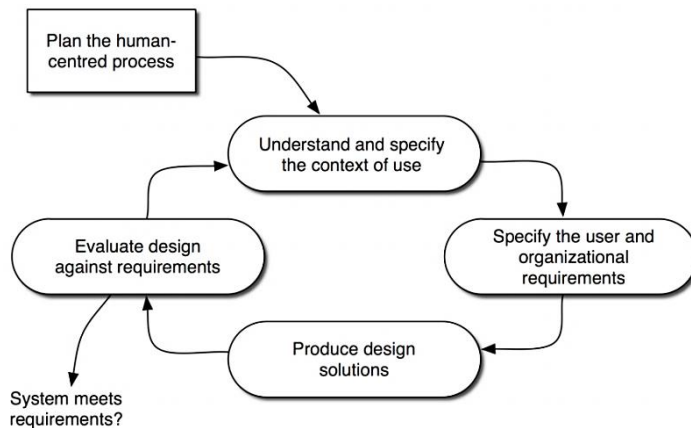 Plan the human-
centred process
Understand and specify
the context of use
Evaluate design
against requirements
Specify the user and
organizational
requirements
Produce design
solutions
System meets
requirements?